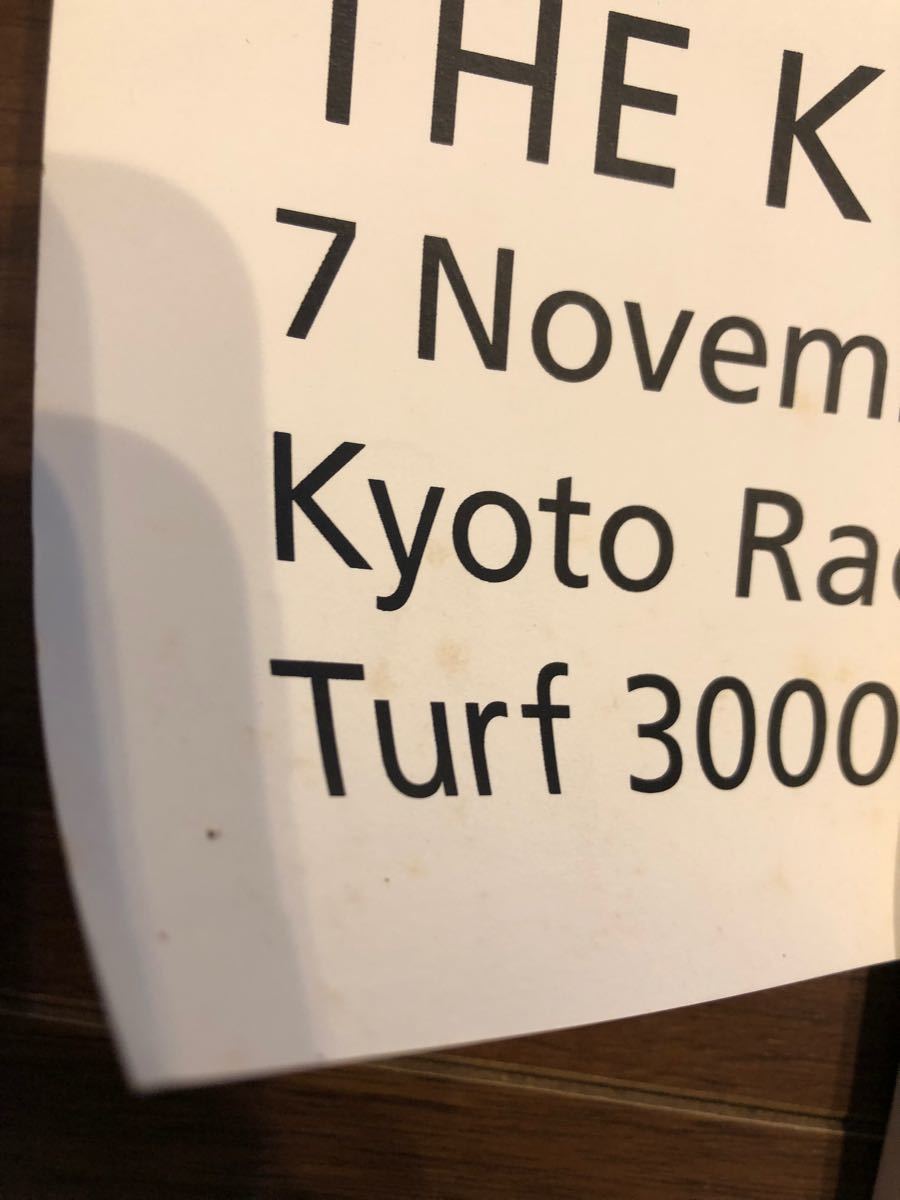 THE K
7 Novem
Kyoto Ra
Turf 3000